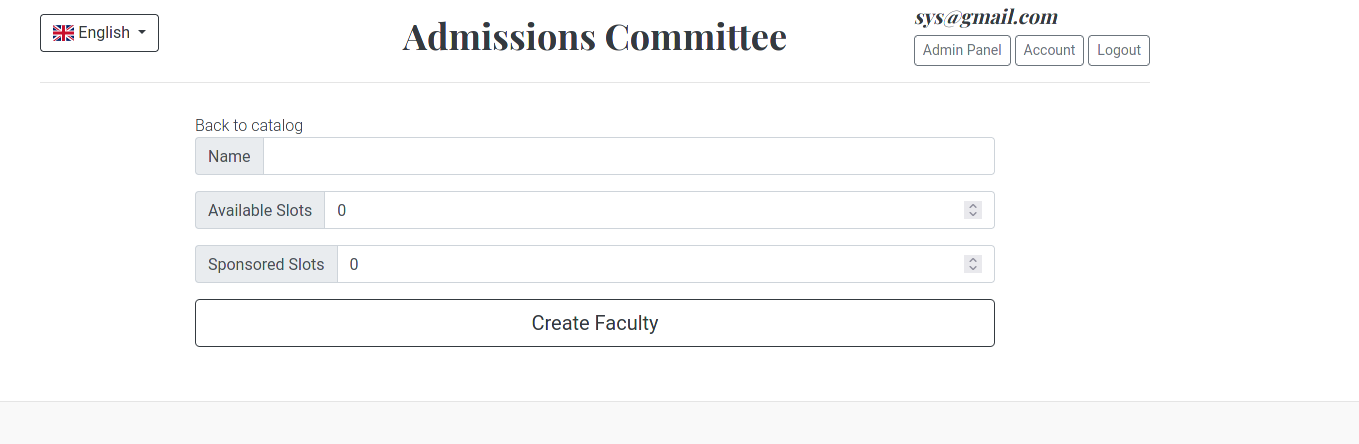 English
Admissions Committee
sys@gmail.com
Admin Panel Account Logout
Back to catalog
Name
Available Slots 0
Sponsored Slots 0
Create Faculty